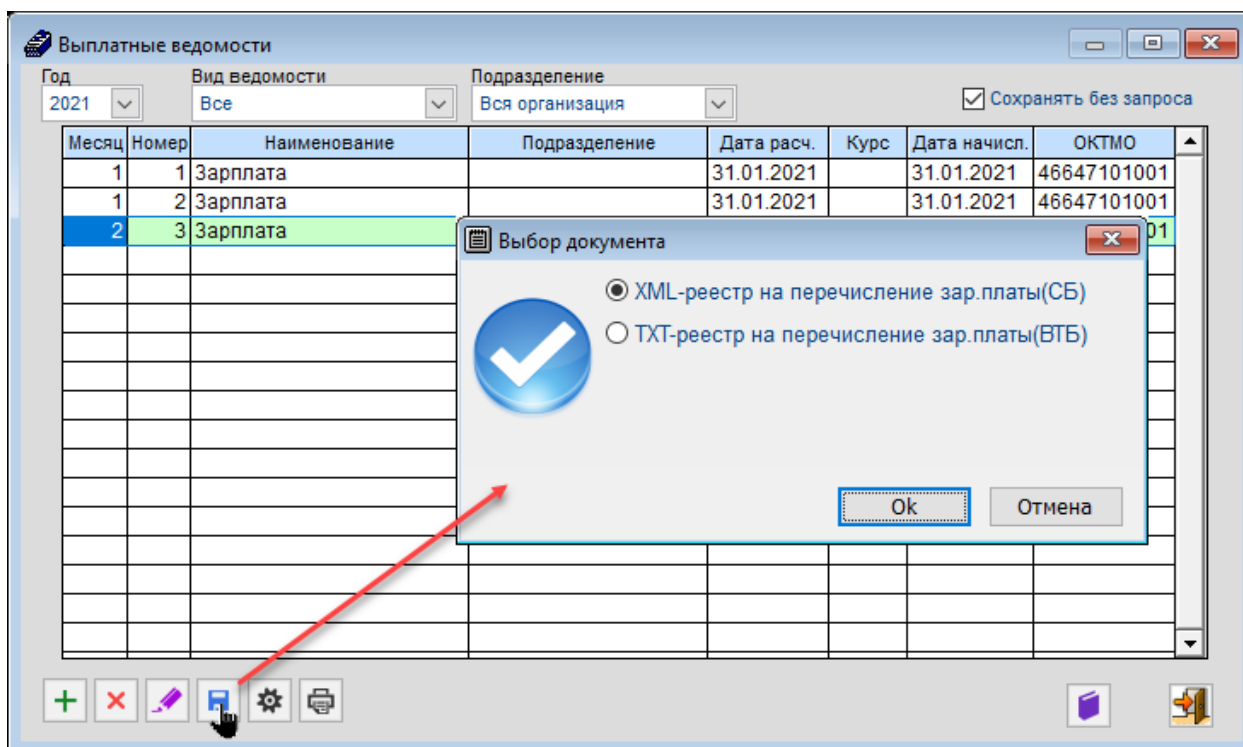 Выплатные ведомости
Год Вид ведомости Подразделение
2021 Все Вся организация Сохранять без запроса
Месяц Номер Наименование Подразделение Дата расч. Курс Дата начисл. ОКТМО
1 1 Зарплата 31.01.2021 31.01.2021 46647101001
1 2 Зарплата 31.01.2021 31.01.2021 46647101001
2 3 Зарплата 01
Выбор документа
XML-реестр на перечисление зар.платы(СБ)
TXT-реестр на перечисление зар.платы(ВТБ)
Ok Отмена